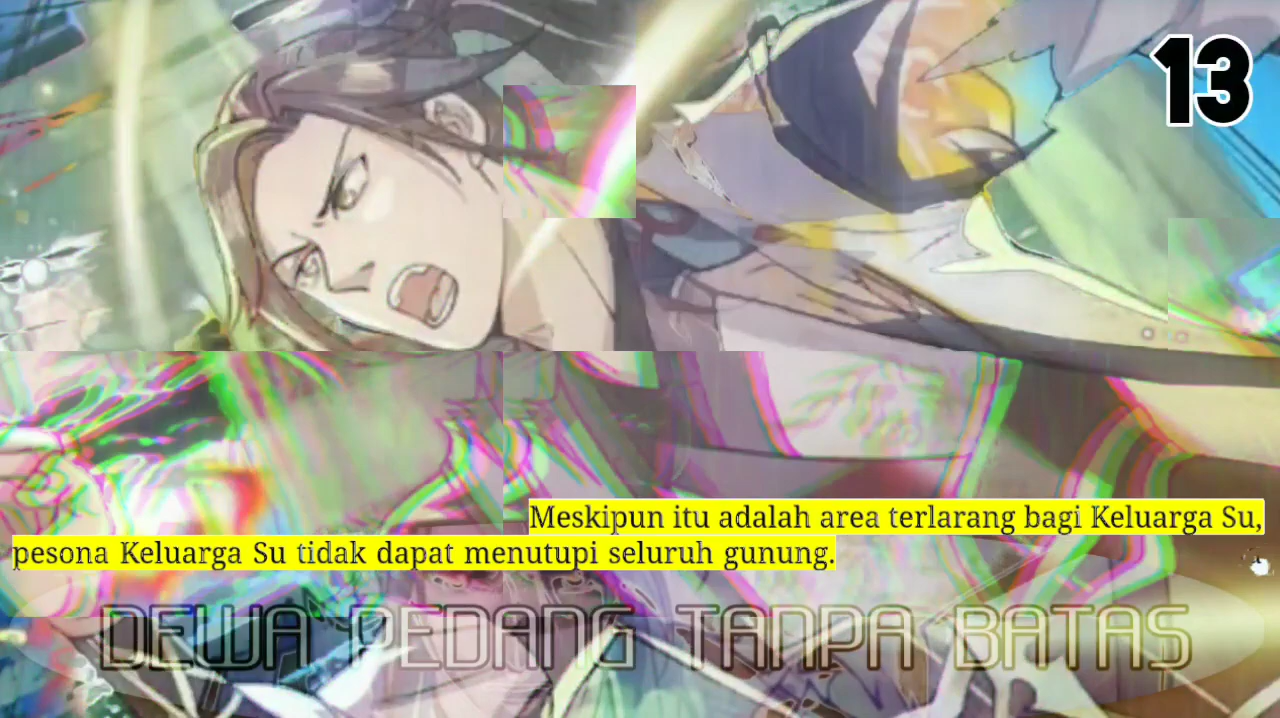 13
Meskipun itu adalah area terlarang bagi Keluarga Su,
pesona Keluarga Su tidak dapat menutupi seluruh gunung.
DEWA PEDANG TANPA BATAS